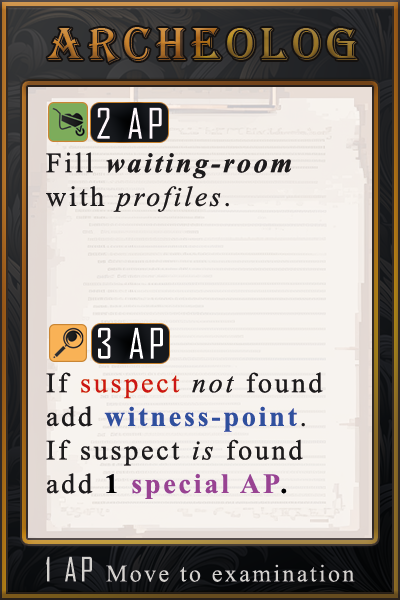 ARCHEOLOG
2 AP
Fill waiting-room
with profiles.
3 AP
If suspect not found
add witness-point.
If suspect is found
add 1 special AP.
1 AP Move to examination